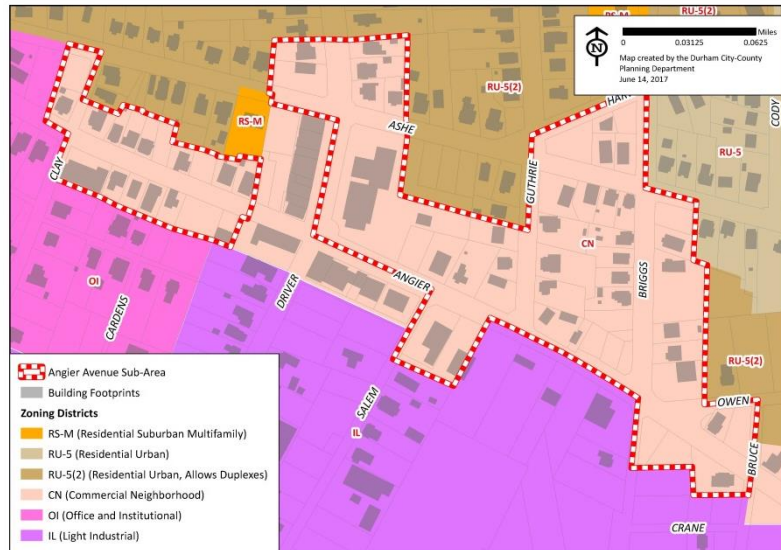 RS-M
RU-5(2)
Miles
0 0.03125 0.0625
N
Map created by the Durham City-County
Planning Department
June 14, 2017
RU-5(2)
CODY
HAR
RS-M
ASHE
RU-5
CLAY
GUTHRIE
CN
OI
DRIVER
ANGIER
BRIGGS
CARDENS
RU-5(2)
OWEN
SALEM
IL
BRUCE
CRANE
Angier Avenue Sub-Area
Building Footprints
Zoning Districts
RS-M (Residential Suburban Multifamily)
RU-5 (Residential Urban)
RU-5(2) (Residential Urban, Allows Duplexes)
CN (Commercial Neighborhood)
OI (Office and Institutional)
IL (Light Industrial)